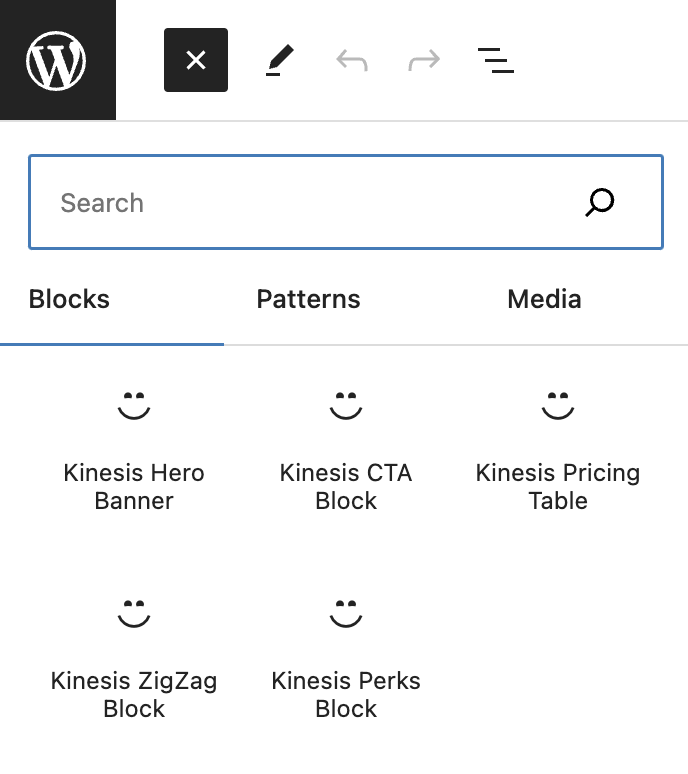 Search
Blocks
Patterns
Media
Kinesis Hero
Banner
Kinesis CTA
Block
Kinesis Pricing
Table
Kinesis ZigZag
Block
Kinesis Perks
Block